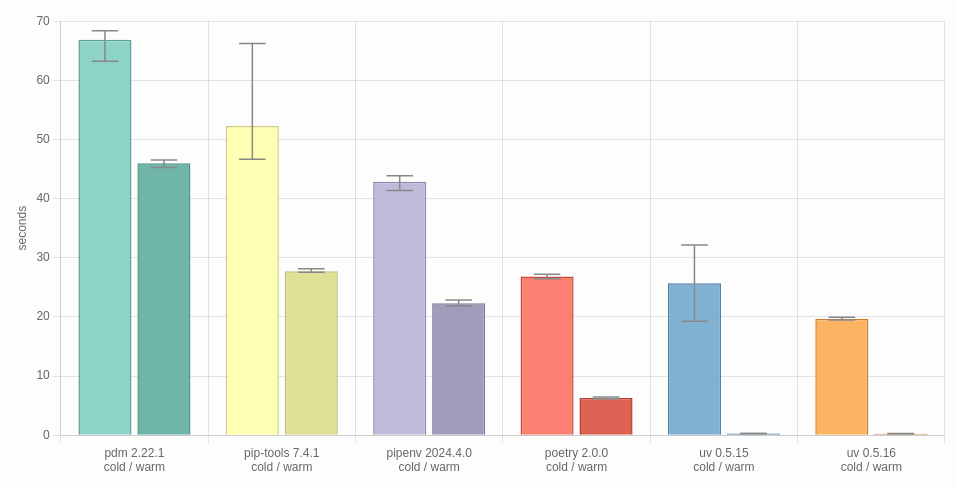 70
60
50
40
30
20
10
0
seconds
pdm 2.22.1
cold / warm
pip-tools 7.4.1
cold / warm
pipenv 2024.4.0
cold / warm
poetry 2.0.0
cold / warm
uv 0.5.15
cold / warm
uv 0.5.16
cold / warm